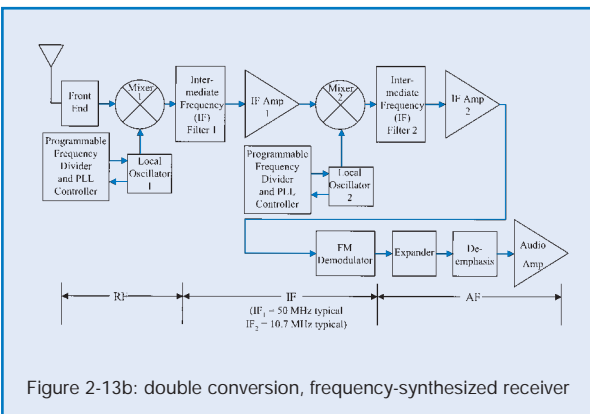 Front
End
Mixer
1
Inter-
mediate
Frequency
(IF)
Filter 1
IF Amp
1
Mixer
2
Inter-
mediate
Frequency
(IF)
Filter 2
IF Amp
2
Programmable
Frequency
Divider
and PLL
Controller
Local
Oscillator
1
Programmable
Frequency
Divider
and PLL
Controller
Local
Oscillator
2
FM
Demodulator
Expander
De-
emphasis
Audio
Amp
RF
IF
AF
(IF₁ = 50 MHz typical
IF₂ = 10.7 MHz typical)
Figure 2-13b: double conversion, frequency-synthesized receiver